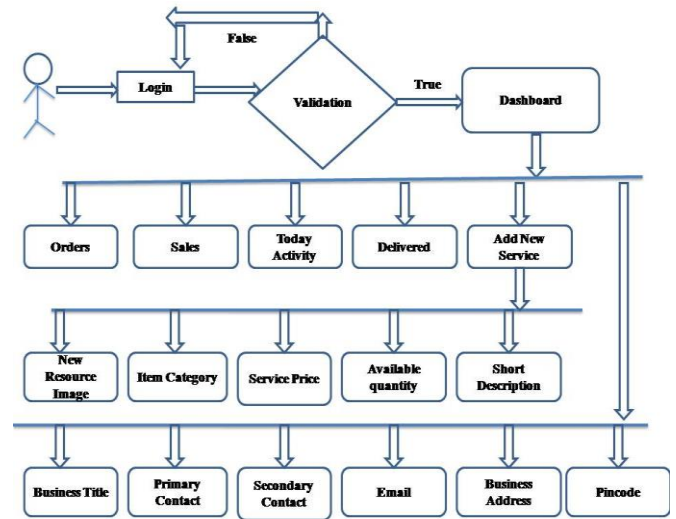 False
Login
Validation
True
Dashboard
Orders
Sales
Today
Activity
Delivered
Add New
Service
New
Resource
Image
Item Category
Service Price
Available
quantity
Short
Description
Business Title
Primary
Contact
Secondary
Contact
Email
Business
Address
Pincode